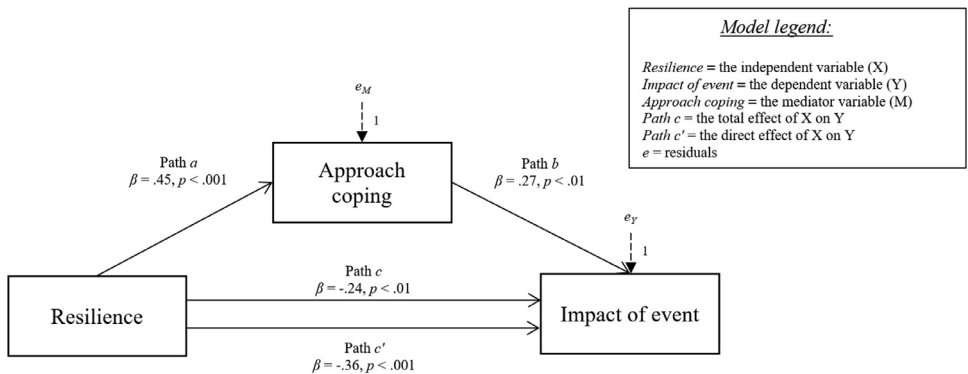 Model legend:
Resilience = the independent variable (X)
Impact of event = the dependent variable (Y)
Approach coping = the mediator variable (M)
Path c = the total effect of X on Y
Path c' = the direct effect of X on Y
e = residuals
eM
1
Path a
β = .45, p < .001
Approach
coping
Path b
β = .27, p < .01
eY
1
Path c
β = -.24, p < .01
Resilience
Impact of event
Path c'
β = -.36, p < .001